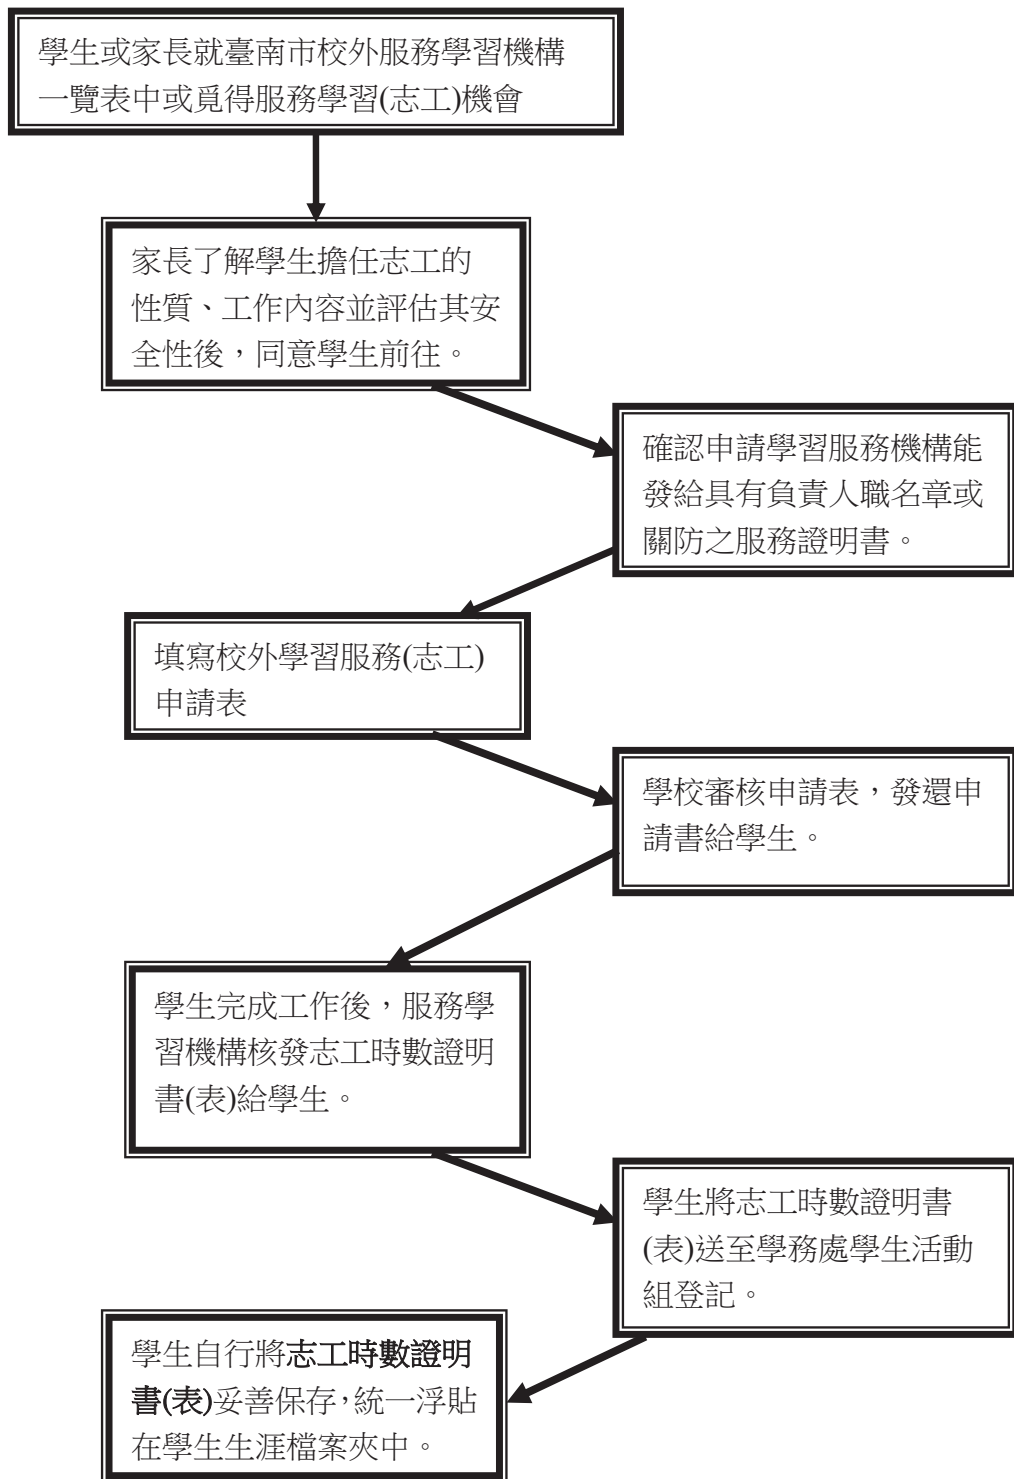 學生或家長就臺南市校外服務學習機構
一覽表中或覓得服務學習(志工)機會
家長了解學生擔任志工的
性質、工作內容並評估其安
全性後，同意學生前往。
確認申請學習服務機構能
發給具有負責人職名章或
關防之服務證明書。
填寫校外學習服務(志工)
申請表
學校審核申請表，發還申
請書給學生。
學生完成工作後，服務學
習機構核發志工時數證明
書(表)給學生。
學生將志工時數證明書
(表)送至學務處學生活動
組登記。
學生自行將志工時數證明
書(表)妥善保存，統一浮貼
在學生生涯檔案夾中。